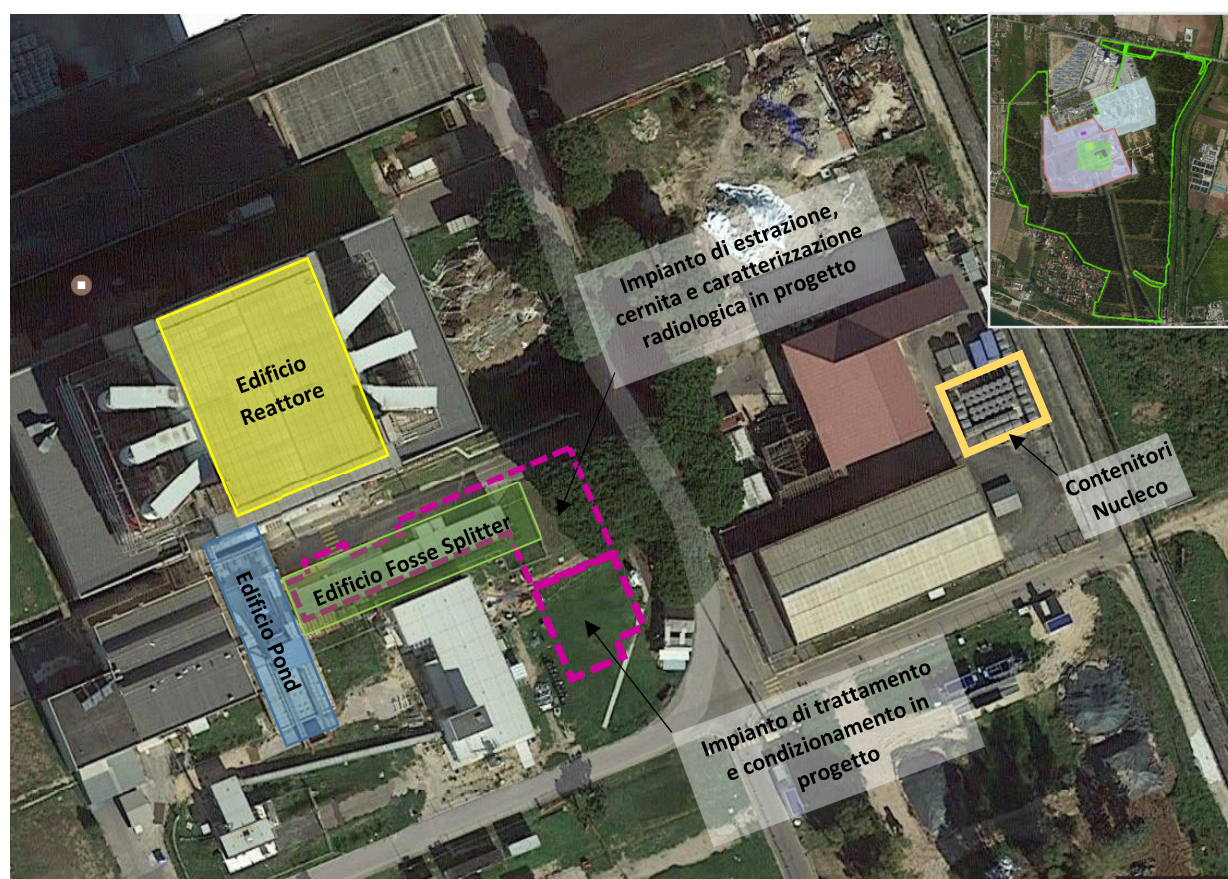 Impianto di estrazione,
cernita e caratterizzazione
radiologica in progetto
Edificio
Reattore
Contenitori
Nucleco
Edificio Fosse Splitter
Edificio Pond
Impianto di trattamento
e condizionamento in
progetto